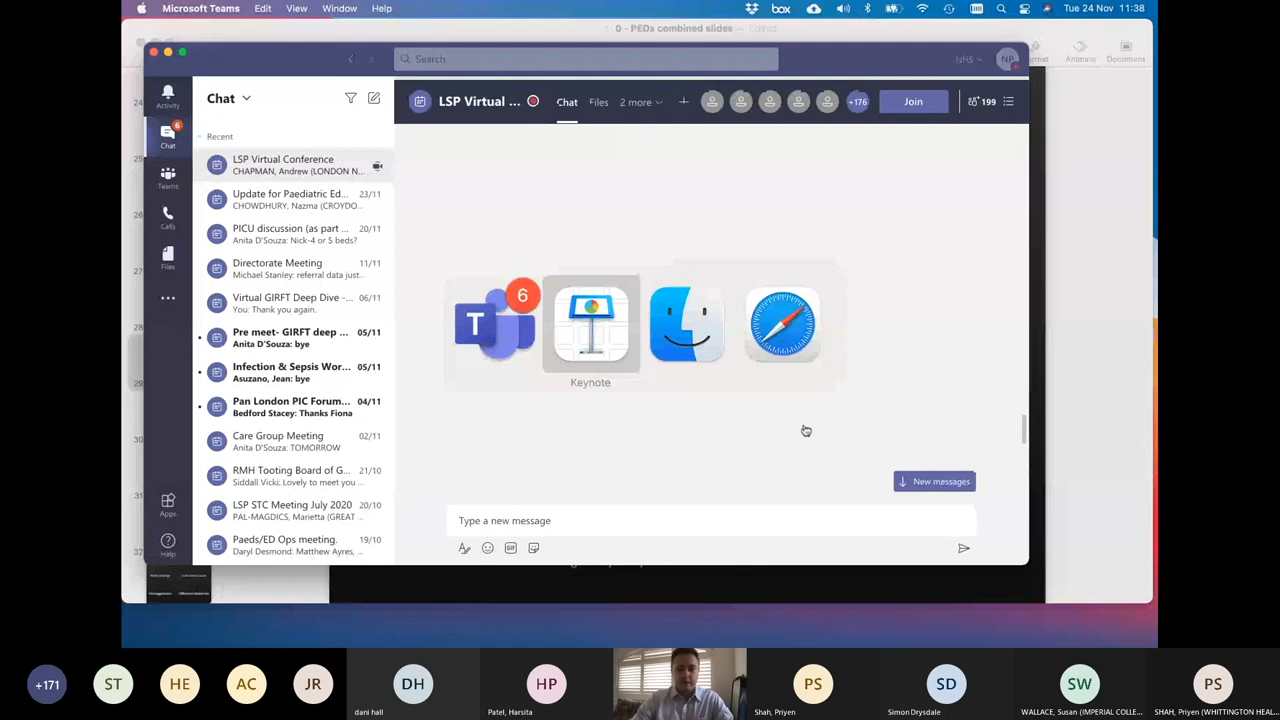 Microsoft Teams Edit View Window Help
box
Tue 24 Nov 11:38
0 - PEDx combined slides — Edited
Animate
Document
Search
NHS
NP
Activity
6
Chat
Teams
Calls
Files
Apps
Help
Chat
Recent
LSP Virtual Conference
CHAPMAN, Andrew (LONDON N...
Update for Paediatric Ed... 23/11
CHOWDHURY, Nazma (CROYDO...
PICU discussion (as part ... 20/11
Anita D'Souza: Nick-4 or 5 beds?
Directorate Meeting 11/11
Michael Stanley: referral data just...
Virtual GIRFT Deep Dive -... 06/11
You: Thank you again.
Pre meet- GIRFT deep ... 05/11
Anita D'Souza: bye
Infection & Sepsis Wor... 05/11
Asuzano, Jean: bye
Pan London PIC Forum... 04/11
Bedford Stacey: Thanks Fiona
Care Group Meeting 02/11
Anita D'Souza: TOMORROW
RMH Tooting Board of G... 21/10
Siddall Vicki: Lovely to meet you ...
LSP STC Meeting July 2020 20/10
PAL-MAGDICS, Marietta (GREAT ...
Paeds/ED Ops meeting. 19/10
Daryl Desmond: Matthew Ayres, ...
LSP Virtual ... Chat Files 2 more +176 Join 199
T
6
Keynote
New messages
Type a new message
GIF
+171 ST HE AC JR DH HP PS SD SW PS
dani hall
Patel, Harsita
Shah, Priyen
Simon Drysdale
WALLACE, Susan (IMPERIAL COLLE...
SHAH, Priyen (WHITTINGTON HEAL...